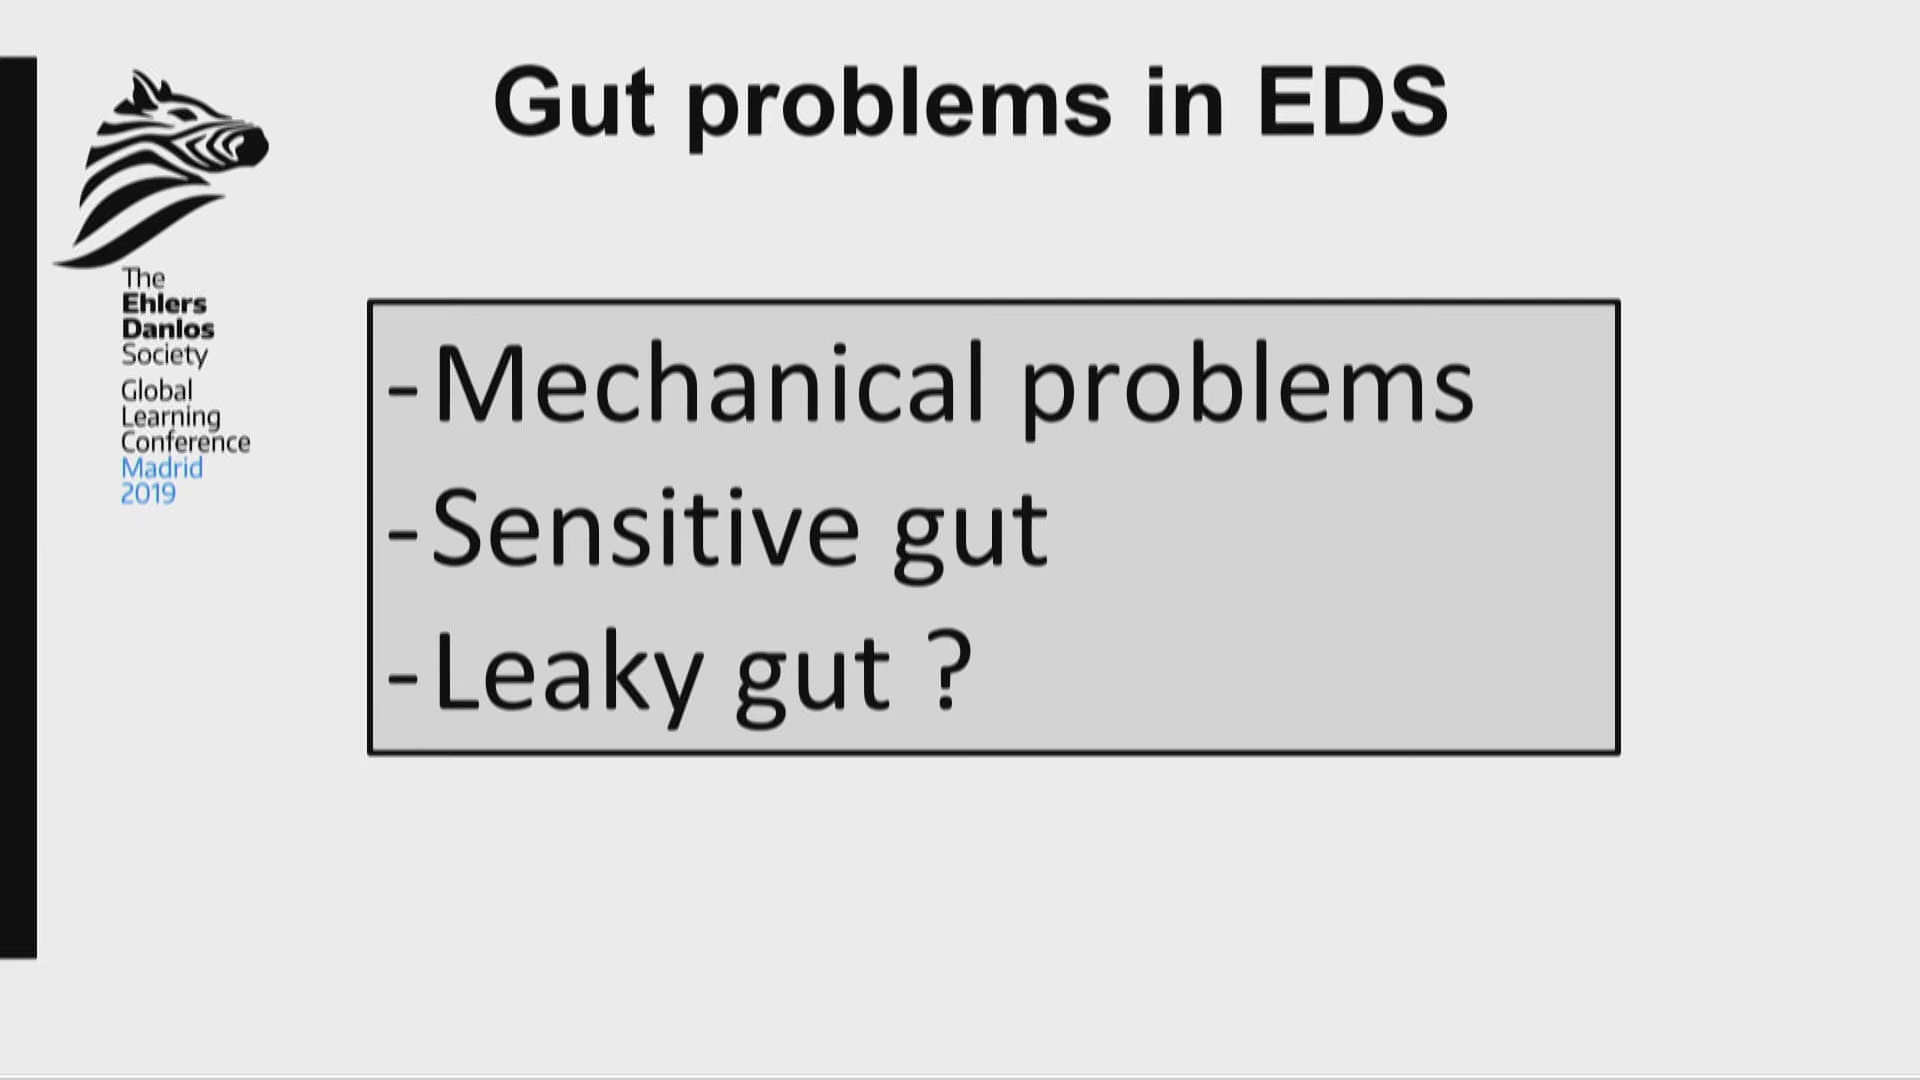 Gut problems in EDS
The
Ehlers
Danlos
Society
Global
Learning
Conference
Madrid
2019
-Mechanical problems
-Sensitive gut
-Leaky gut ?